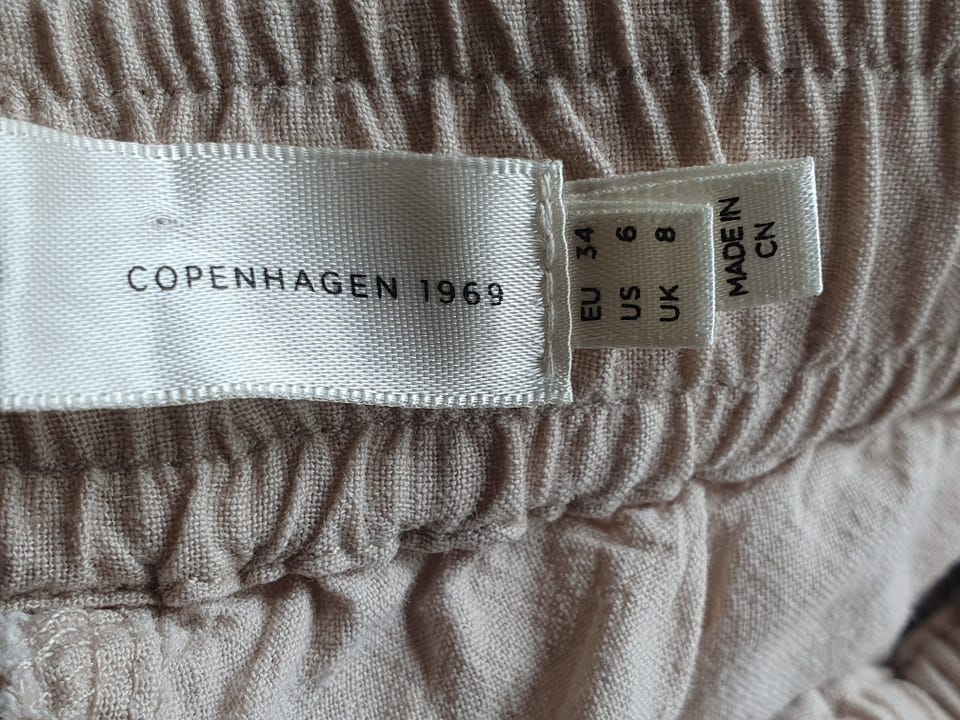 COPENHAGEN 1969
EU 34
US 6
UK 8
MADE IN
CN